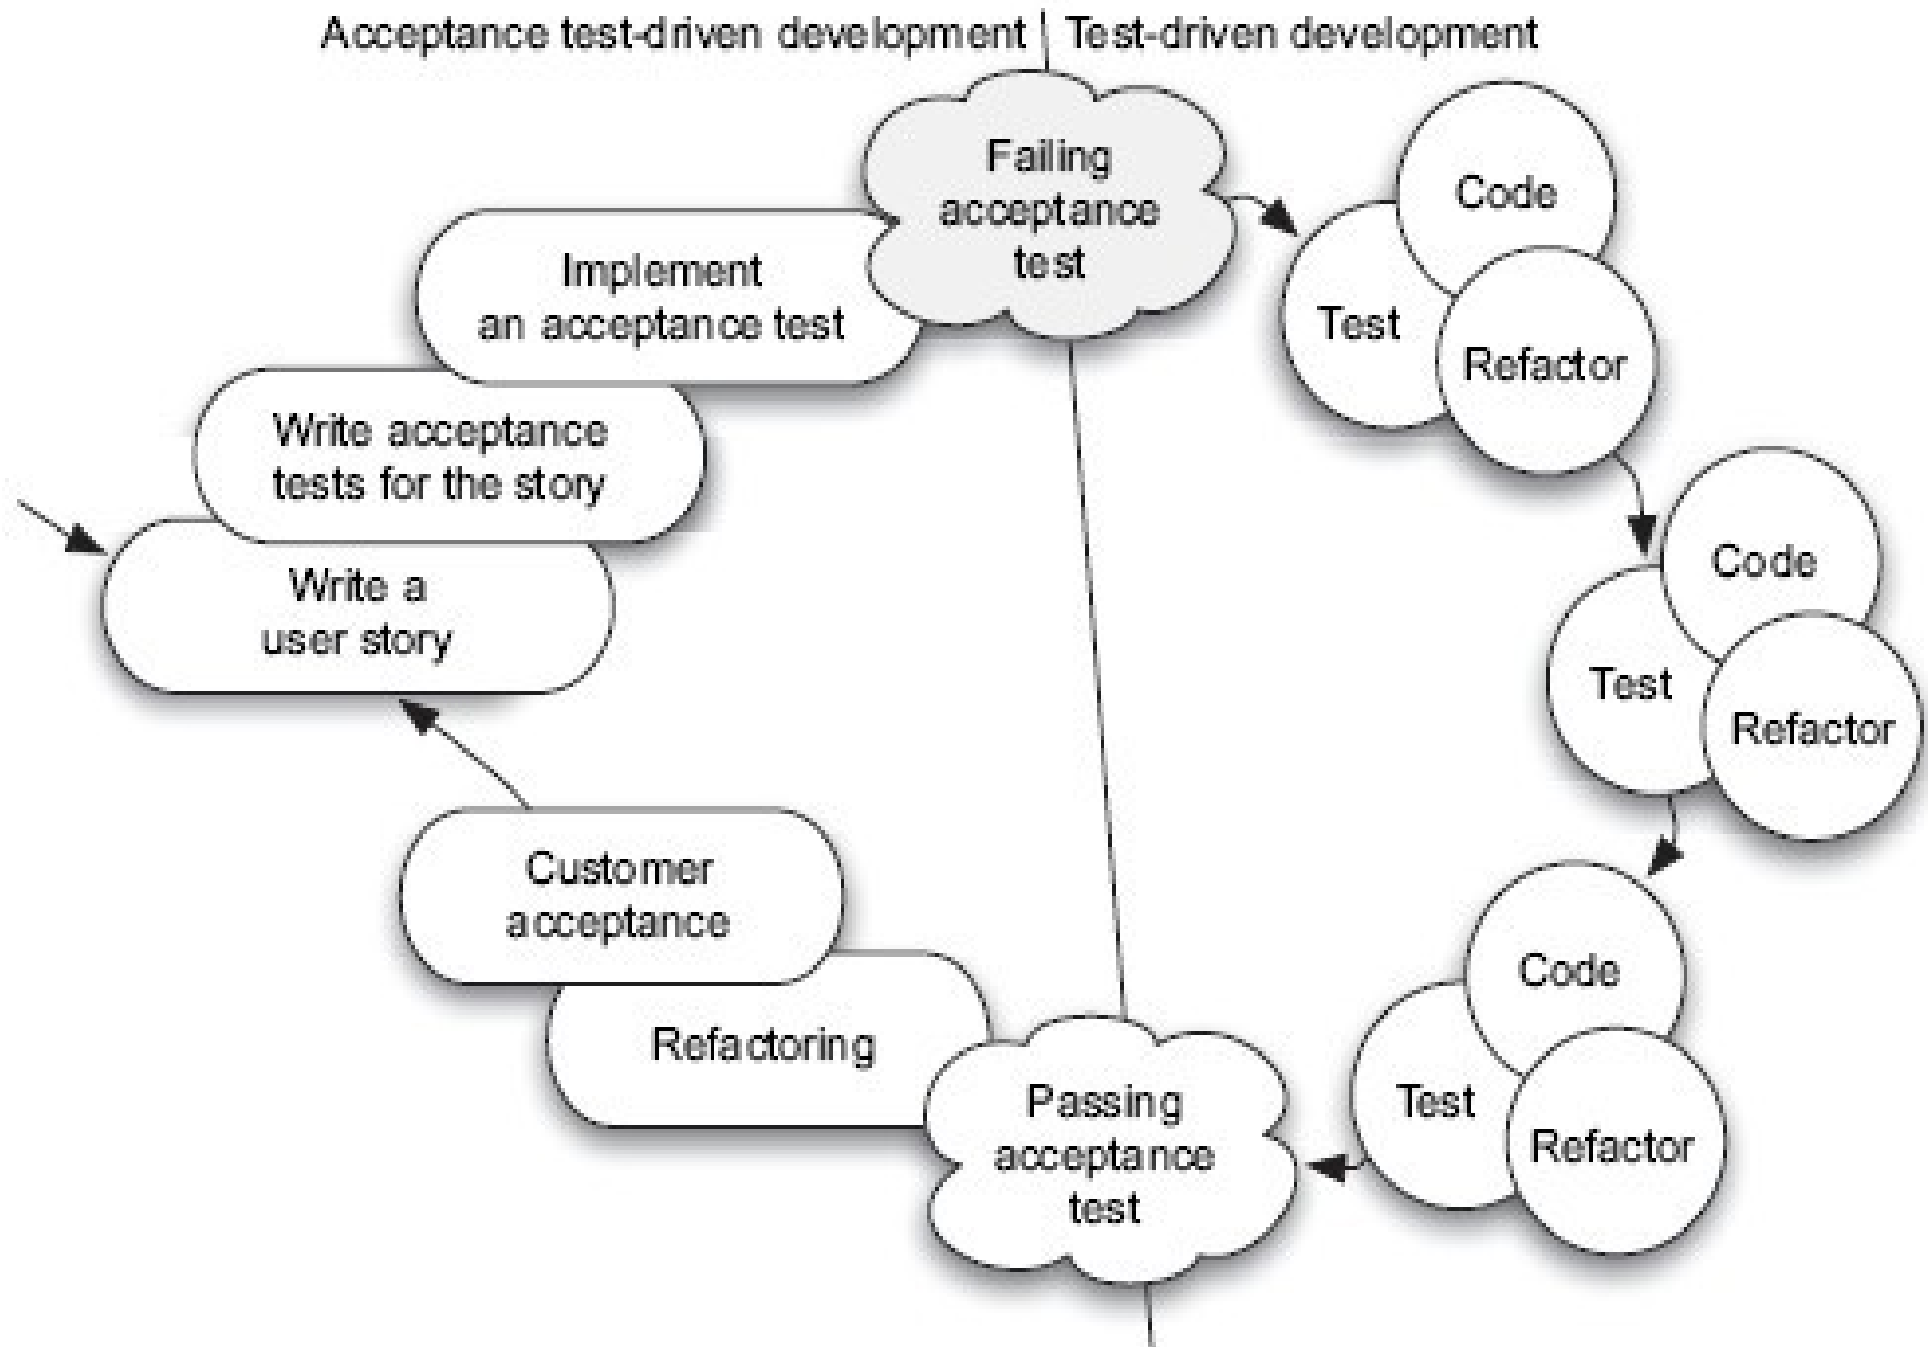 Acceptance test-driven development
Test-driven development
Failing
acceptance
test
Implement
an acceptance test
Write acceptance
tests for the story
Write a
user story
Code
Test
Refactor
Code
Test
Refactor
Code
Test
Refactor
Passing
acceptance
test
Refactoring
Customer
acceptance